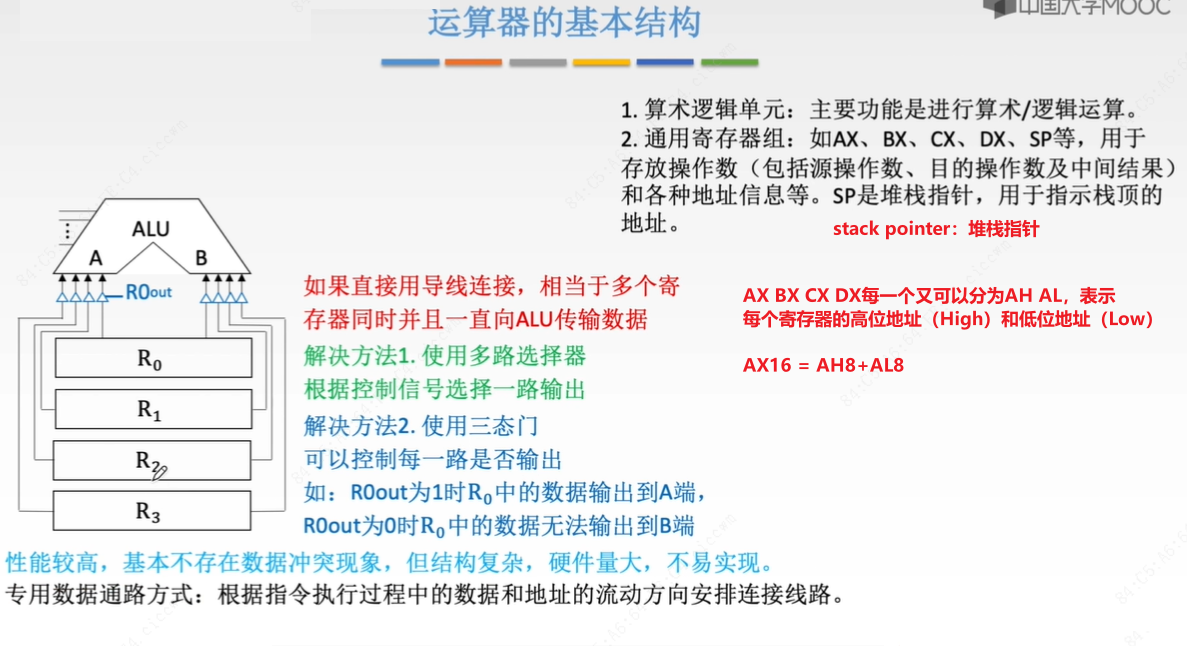 中国大学MOOC
运算器的基本结构
1. 算术逻辑单元：主要功能是进行算术/逻辑运算。
2. 通用寄存器组：如AX、BX、CX、DX、SP等，用于
存放操作数（包括源操作数、目的操作数及中间结果）
和各种地址信息等。SP是堆栈指针，用于指示栈顶的
地址。
stack pointer：堆栈指针
ALU
A
B
R0out
如果直接用导线连接，相当于多个寄
存器同时并且一直向ALU传输数据
AX BX CX DX每一个又可以分为AH AL，表示
每个寄存器的高位地址（High）和低位地址（Low）
AX16 = AH8+AL8
解决方法1. 使用多路选择器
根据控制信号选择一路输出
解决方法2. 使用三态门
可以控制每一路是否输出
如：R0out为1时R₀中的数据输出到A端，
R0out为0时R₀中的数据无法输出到B端
R₀
R₁
R₂
R₃
性能较高，基本不存在数据冲突现象，但结构复杂，硬件量大，不易实现。
专用数据通路方式：根据指令执行过程中的数据和地址的流动方向安排连接线路。